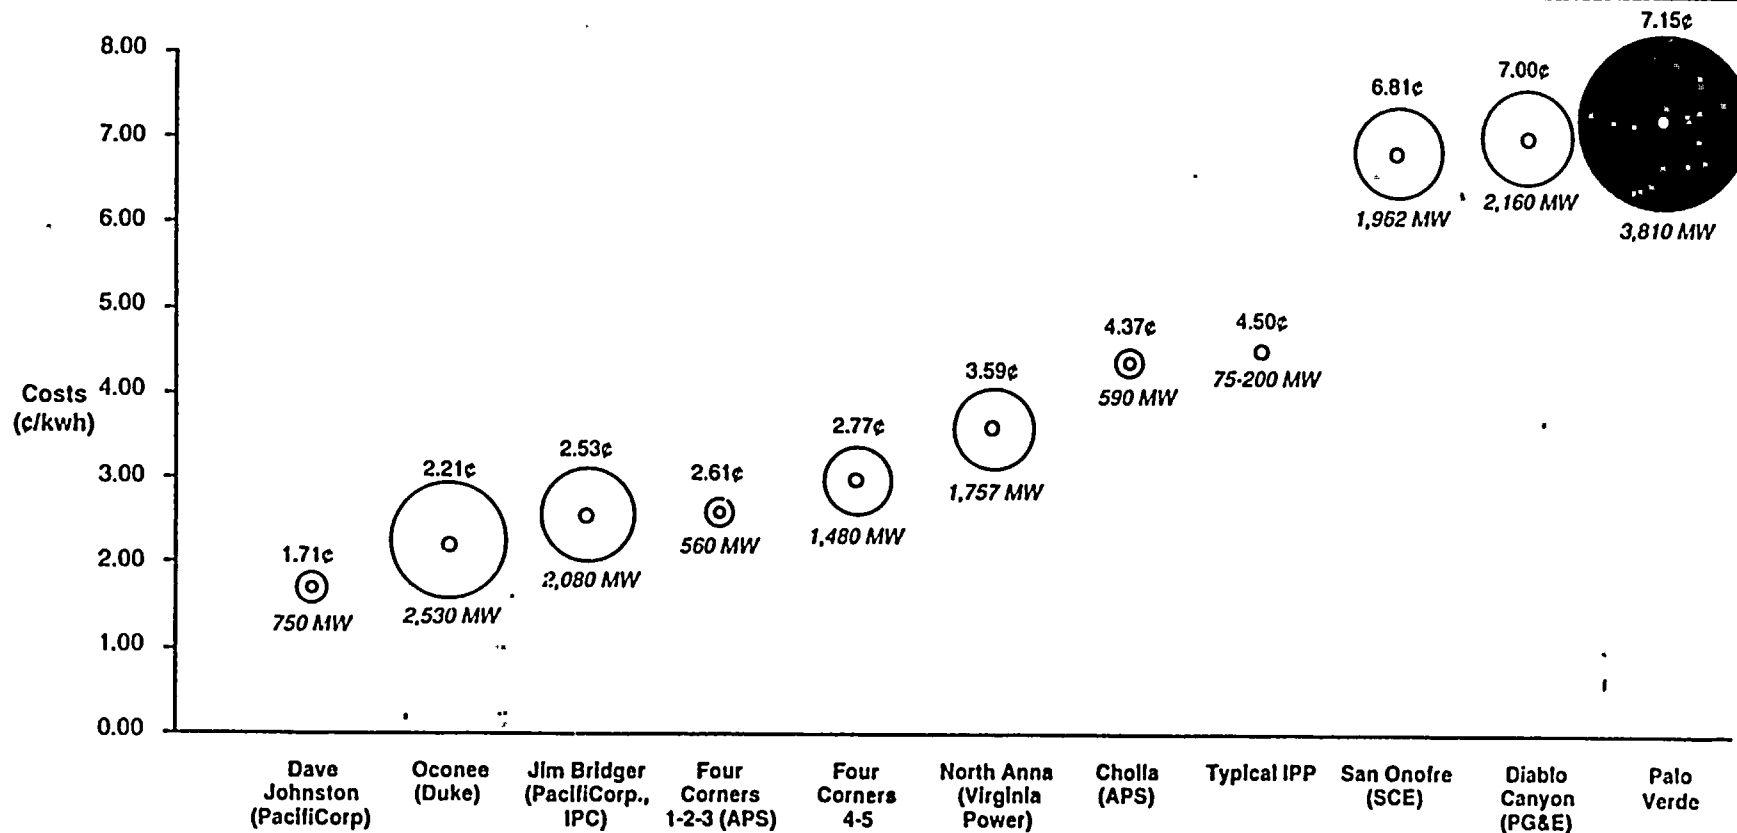 8.00
7.00
6.00
5.00
4.00
3.00
2.00
1.00
0.00
Costs
(¢/kwh)
1.71¢
750 MW
2.21¢
2,530 MW
2.53¢
2,080 MW
2.61¢
560 MW
2.77¢
1,480 MW
3.59¢
1,757 MW
4.37¢
590 MW
4.50¢
75-200 MW
6.81¢
1,962 MW
7.00¢
2,160 MW
7.15¢
3,810 MW
Dave
Johnston
(PacifiCorp)
Oconee
(Duke)
Jim Bridger
(PacifiCorp.,
IPC)
Four
Corners
1-2-3 (APS)
Four
Corners
4-5
North Anna
(Virginia
Power)
Cholla
(APS)
Typical IPP
San Onofre
(SCE)
Diablo
Canyon
(PG&E)
Palo
Verde